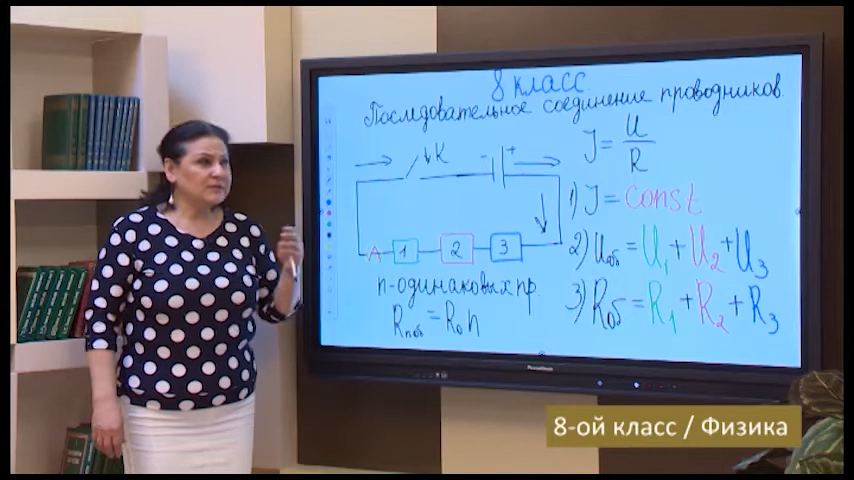 8 класс
Последовательное соединение проводников
К
- +
J = U / R
1) J = const
А 1 2 3
2) Uоб = U1 + U2 + U3
n-одинаковых пр
3) Rоб = R1 + R2 + R3
Rпоб = R0 n
8-ой класс / Физика